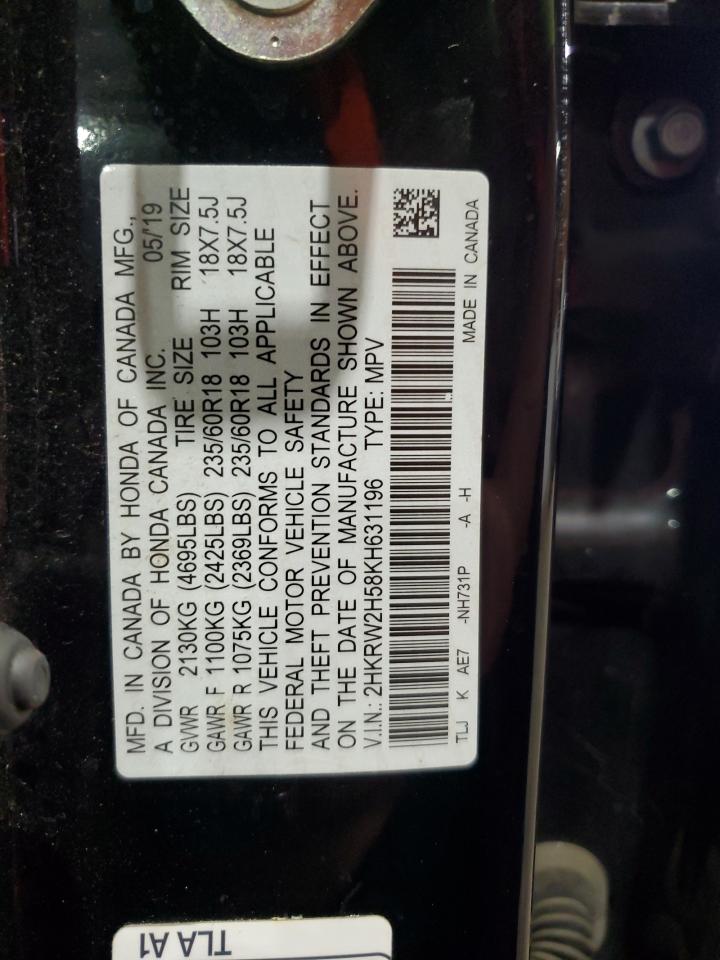 MFD. IN CANADA BY HONDA OF CANADA MFG.,
A DIVISION OF HONDA CANADA INC. 05/'19
GVWR 2130KG (4695LBS) TIRE SIZE RIM SIZE
GAWR F 1100KG (2425LBS) 235/60R18 103H 18X7.5J
GAWR R 1075KG (2369LBS) 235/60R18 103H 18X7.5J
THIS VEHICLE CONFORMS TO ALL APPLICABLE
FEDERAL MOTOR VEHICLE SAFETY
AND THEFT PREVENTION STANDARDS IN EFFECT
ON THE DATE OF MANUFACTURE SHOWN ABOVE.
V.I.N.: 2HKRW2H58KH631196 TYPE: MPV
TLJ K AE7 -NH731P -A -H MADE IN CANADA
TLA A1